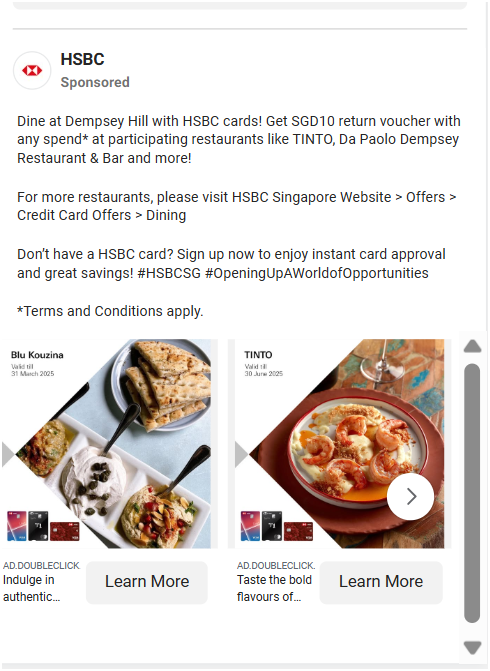 HSBC
Sponsored
Dine at Dempsey Hill with HSBC cards! Get SGD10 return voucher with
any spend* at participating restaurants like TINTO, Da Paolo Dempsey
Restaurant & Bar and more!
For more restaurants, please visit HSBC Singapore Website > Offers >
Credit Card Offers > Dining
Don’t have a HSBC card? Sign up now to enjoy instant card approval
and great savings! #HSBCSG #OpeningUpAWorldofOpportunities
*Terms and Conditions apply.
Blu Kouzina
Valid till
31 March 2025
TINTO
Valid till
30 June 2025
AD.DOUBLECLICK.
Indulge in
authentic...
Learn More
AD.DOUBLECLICK.
Taste the bold
flavours of...
Learn More